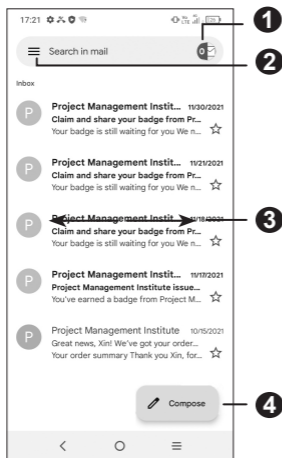 17:21
LTE
1
Search in mail
2
Inbox
P
Project Management Instit... 11/30/2021
Claim and share your badge from Pr...
Your badge is still waiting for you We n...
P
Project Management Instit... 11/21/2021
Claim and share your badge from Pr...
Your badge is still waiting for you We n...
P
Project Management Instit... 11/18/2021
3
Claim and share your badge from Pr...
Your badge is still waiting for you We n...
P
Project Management Instit... 11/17/2021
Project Management Institute issue...
You've earned a badge from Project M...
P
Project Management Institute 10/15/2021
Great news, Xin! We've got your order...
Your order summary Thank you Xin, for...
Compose
4